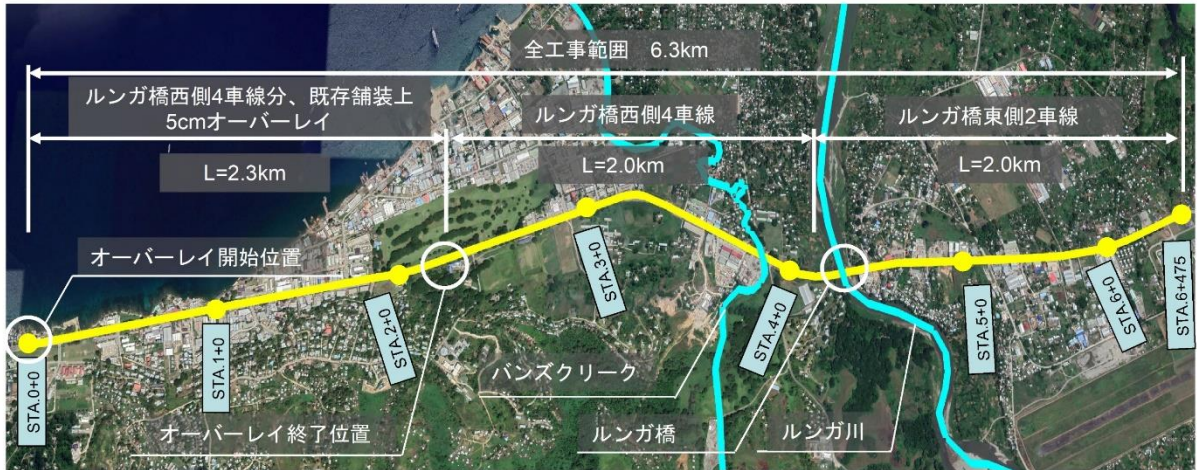 全工事範囲 6.3km
ルンガ橋西側4車線分、既存舗装上
5cmオーバーレイ
ルンガ橋西側4車線
ルンガ橋東側2車線
L=2.3km
L=2.0km
L=2.0km
オーバーレイ開始位置
STA.0+0
STA.1+0
STA.2+0
STA.3+0
STA.4+0
STA.5+0
STA.6+0
STA.6+475
バンズクリーク
オーバーレイ終了位置
ルンガ橋
ルンガ川